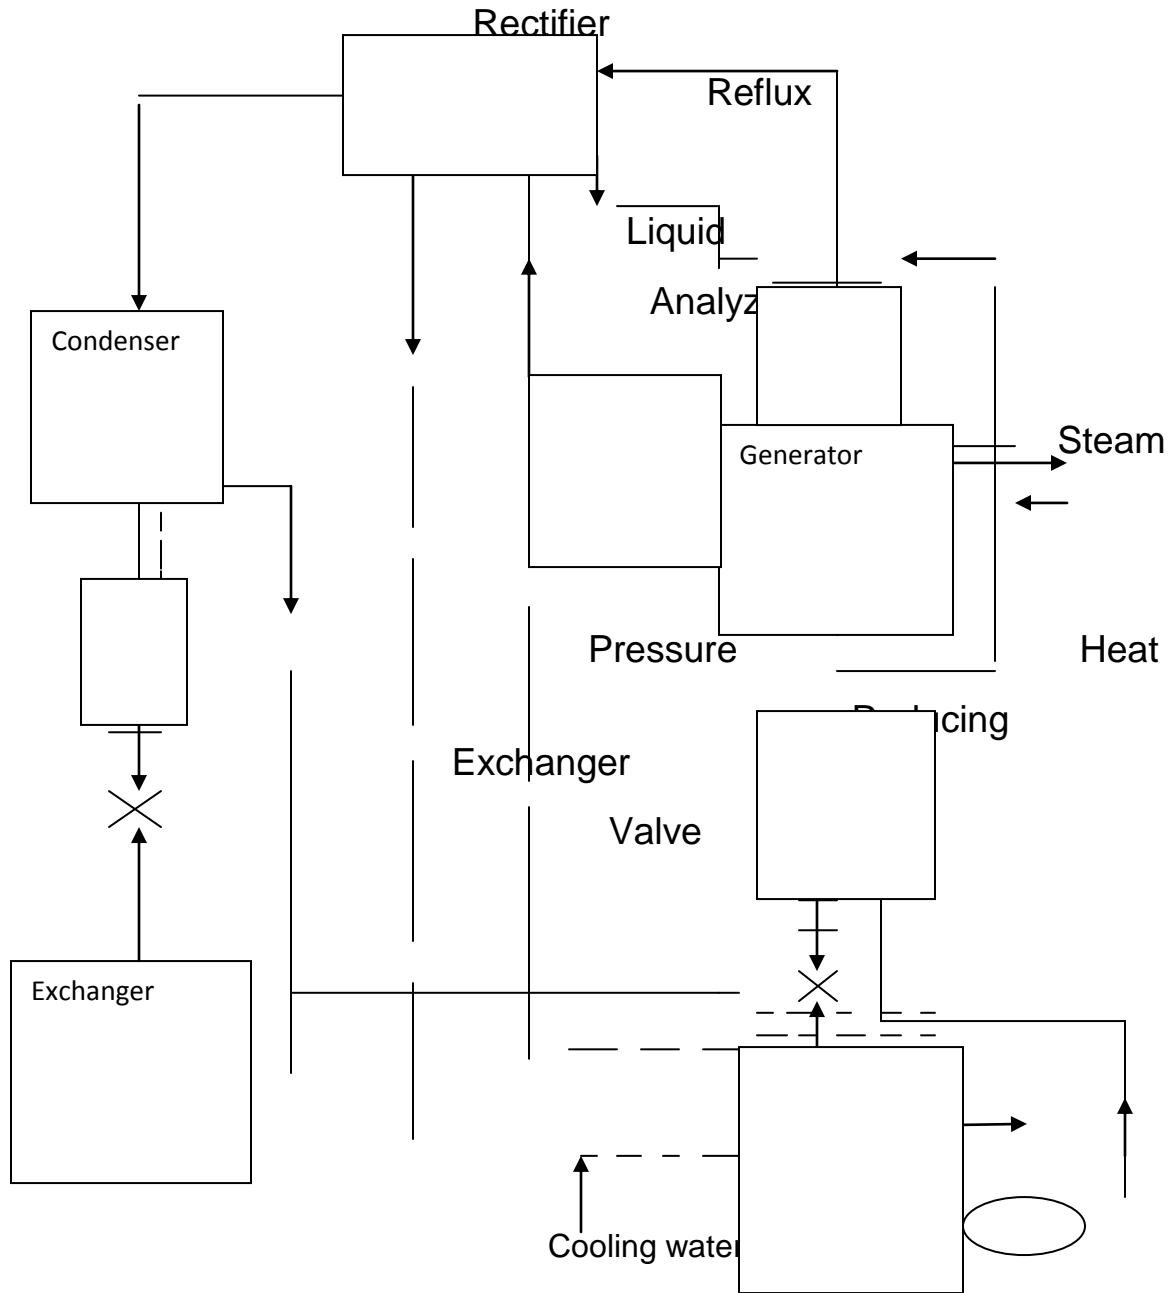 Rectifier
Reflux
Liquid
Analyz
Condenser
Steam
Generator
Pressure Heat
Exchanger
Valve
Exchanger
Cooling water